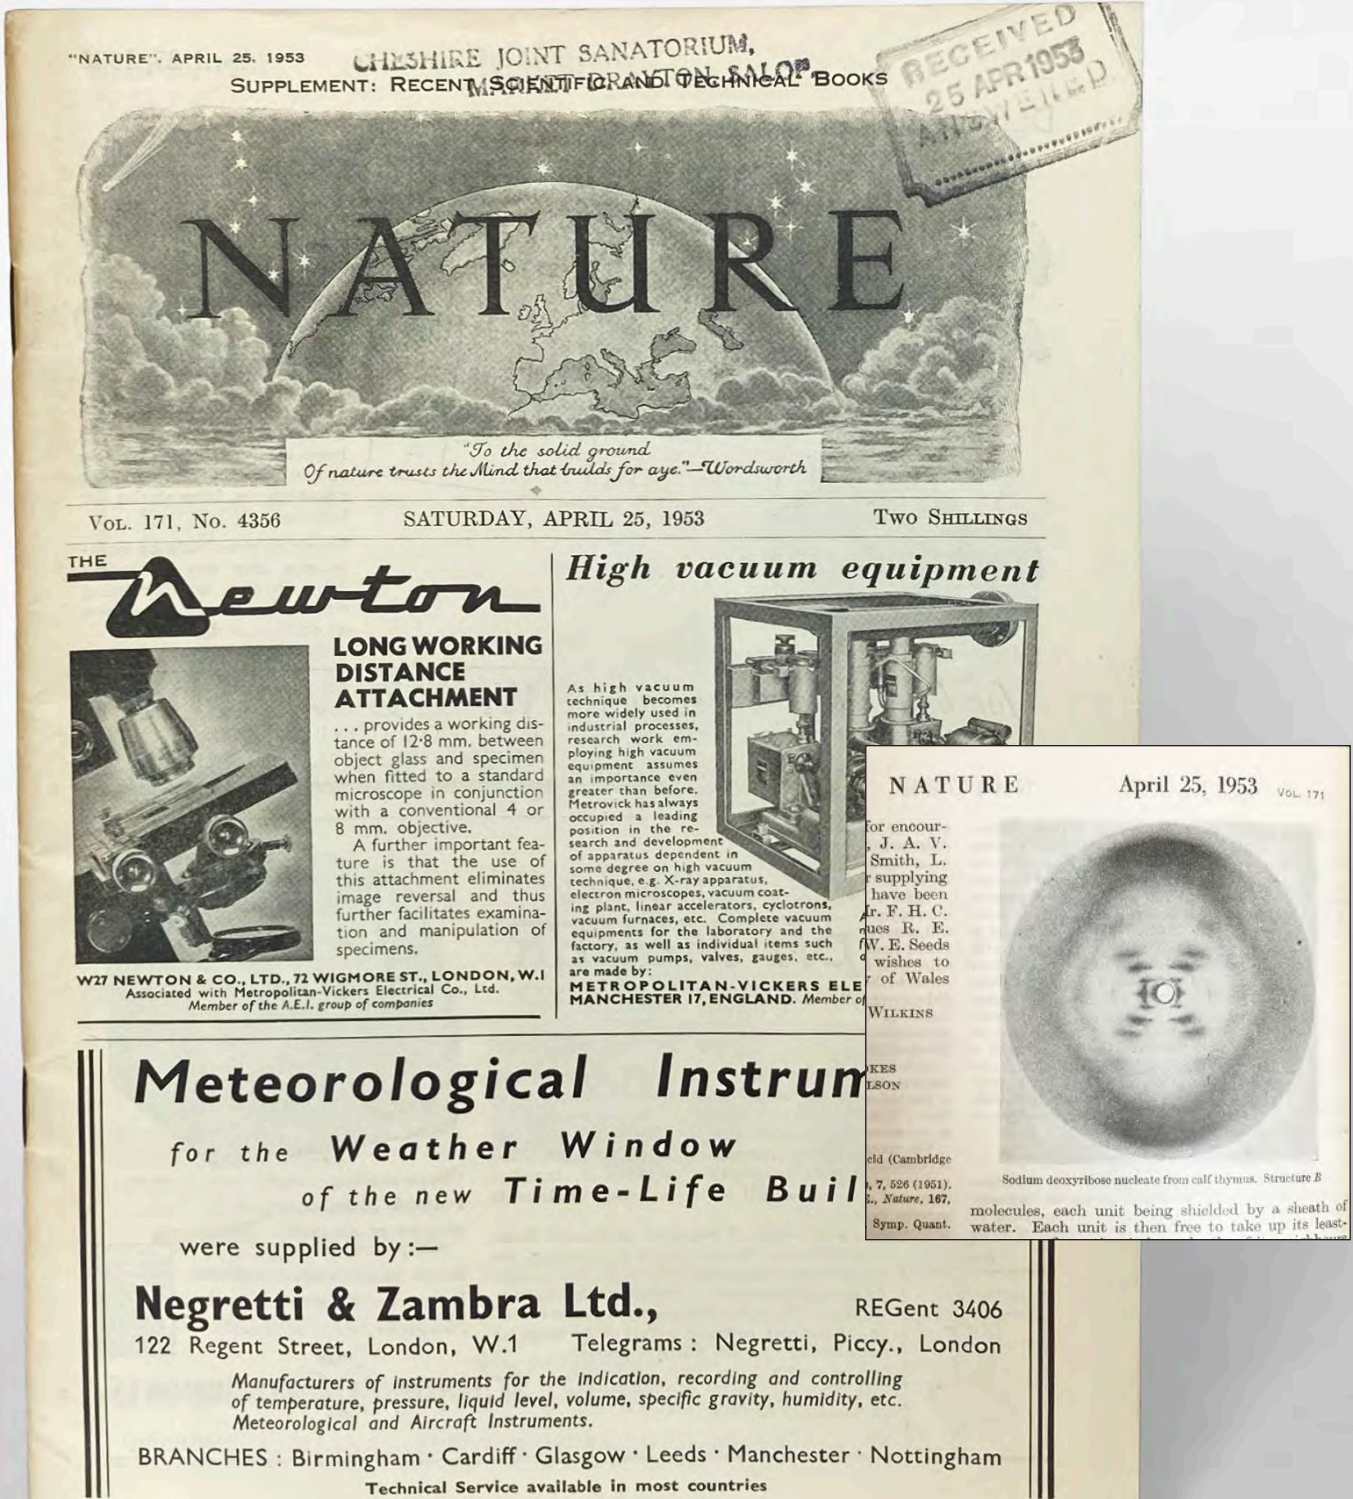 "NATURE". APRIL 25. 1953
CHESHIRE JOINT SANATORIUM,
MARKET DRAYTON, SALOP.
SUPPLEMENT: RECENT SCIENTIFIC AND TECHNICAL BOOKS
RECEIVED
25 APR 1953
ANSWERED
NATURE
"To the solid ground
Of nature trusts the Mind that builds for aye."—Wordsworth
VOL. 171, No. 4356 SATURDAY, APRIL 25, 1953 TWO SHILLINGS
THE
Newton
LONG WORKING
DISTANCE
ATTACHMENT
. . . provides a working dis-
tance of 12·8 mm. between
object glass and specimen
when fitted to a standard
microscope in conjunction
with a conventional 4 or
8 mm. objective.
A further important fea-
ture is that the use of
this attachment eliminates
image reversal and thus
further facilitates examina-
tion and manipulation of
specimens.
W27 NEWTON & CO., LTD., 72 WIGMORE ST., LONDON, W.I
Associated with Metropolitan-Vickers Electrical Co., Ltd.
Member of the A.E.I. group of companies
High vacuum equipment
As high vacuum
technique becomes
more widely used in
industrial processes,
research work em-
ploying high vacuum
equipment assumes
an importance even
greater than before.
Metrovick has always
occupied a leading
position in the re-
search and development
of apparatus dependent in
some degree on high vacuum
technique, e.g. X-ray apparatus,
electron microscopes, vacuum coat-
ing plant, linear accelerators, cyclotrons,
vacuum furnaces, etc. Complete vacuum
equipments for the laboratory and the
factory, as well as individual items such
as vacuum pumps, valves, gauges, etc.,
are made by:
METROPOLITAN-VICKERS ELE
MANCHESTER 17, ENGLAND. Member of
Meteorological Instrum
for the Weather Window
of the new Time-Life Buil
were supplied by :—
Negretti & Zambra Ltd., REGent 3406
122 Regent Street, London, W.1 Telegrams : Negretti, Piccy., London
Manufacturers of instruments for the indication, recording and controlling
of temperature, pressure, liquid level, volume, specific gravity, humidity, etc.
Meteorological and Aircraft Instruments.
BRANCHES : Birmingham · Cardiff · Glasgow · Leeds · Manchester · Nottingham
Technical Service available in most countries
NATURE April 25, 1953 VOL. 171
for encour-
, J. A. V.
Smith, L.
supplying
have been
r. F. H. C.
ues R. E.
W. E. Seeds
wishes to
of Wales
WILKINS
KES
LSON
cid (Cambridge
, 7, 526 (1951).
., Nature, 167,
Symp. Quant.
Sodium deoxyribose nucleate from calf thymus. Structure B
molecules, each unit being shielded by a sheath of
water. Each unit is then free to take up its least-